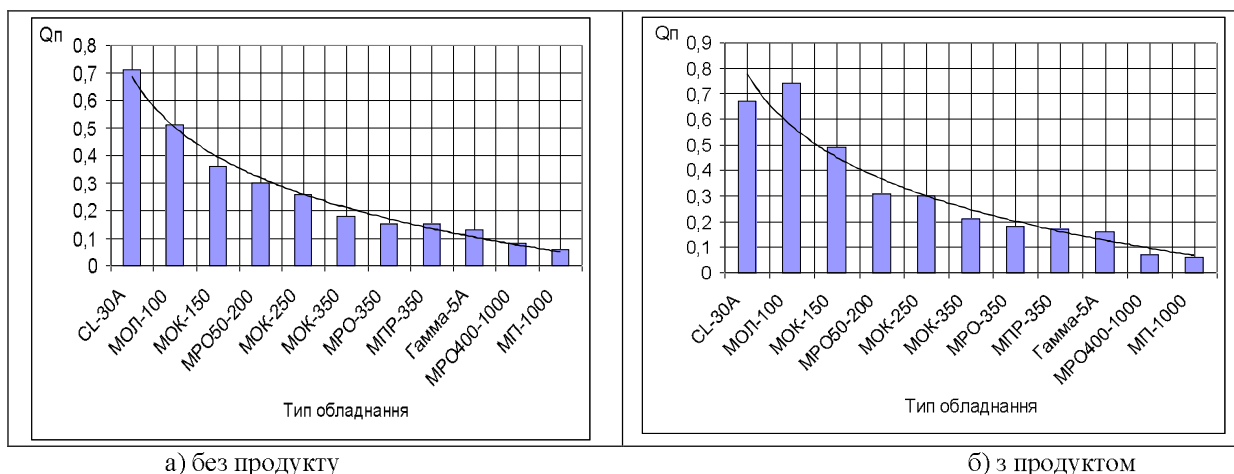 Qп
0,8
0,7
0,6
0,5
0,4
0,3
0,2
0,1
0
CL-30А
МОЛ-100
МОК-150
МРО50-200
МОК-250
МОК-350
МРО-350
МПР-350
Гамма-5А
МРО400-1000
МП-1000
Тип обладнання
Qп
0,9
0,8
0,7
0,6
0,5
0,4
0,3
0,2
0,1
0
CL-30А
МОЛ-100
МОК-150
МРО50-200
МОК-250
МОК-350
МРО-350
МПР-350
Гамма-5А
МРО400-1000
МП-1000
Тип обладнання
а) без продукту
б) з продуктом